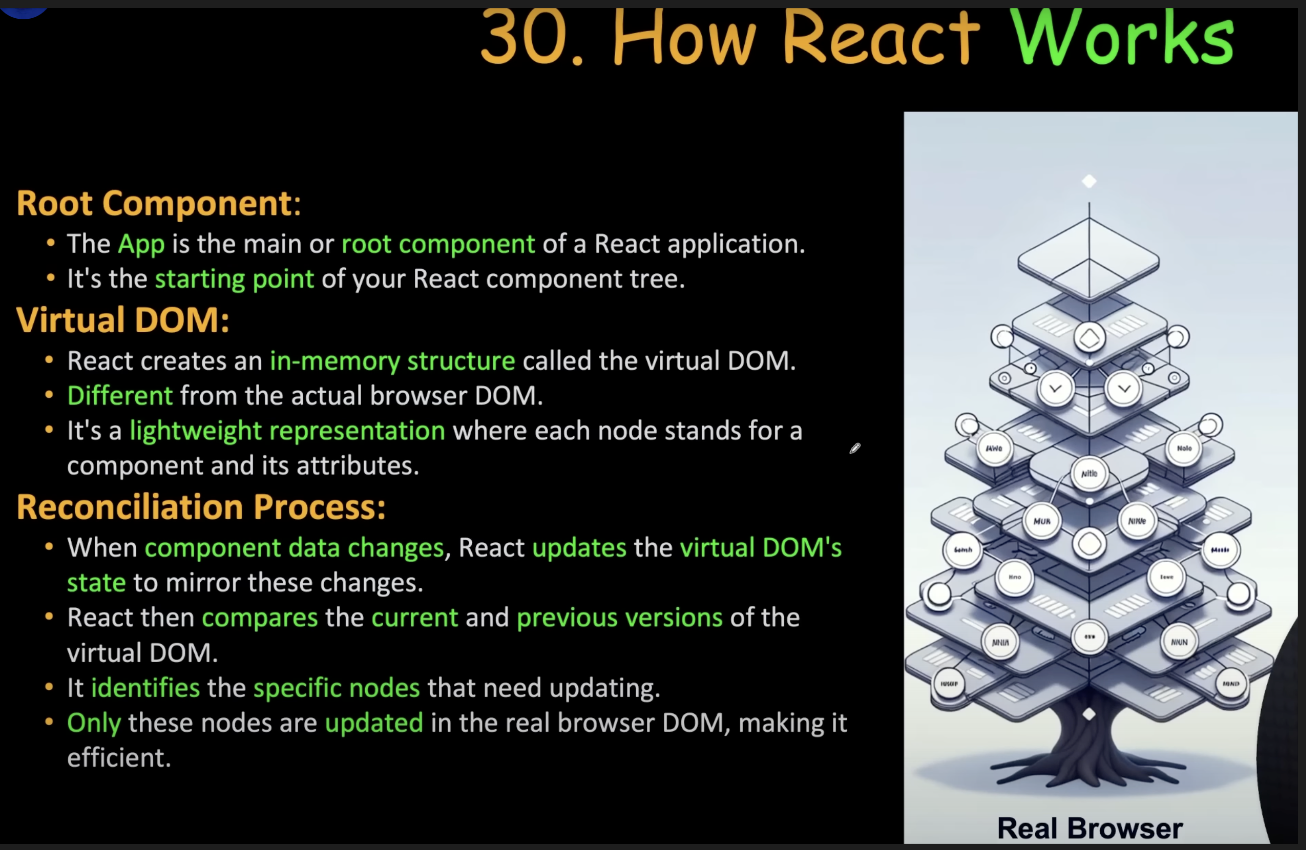 30. How React Works
Root Component:
• The App is the main or root component of a React application.
• It's the starting point of your React component tree.
Virtual DOM:
• React creates an in-memory structure called the virtual DOM.
• Different from the actual browser DOM.
• It's a lightweight representation where each node stands for a
component and its attributes.
Reconciliation Process:
• When component data changes, React updates the virtual DOM's
state to mirror these changes.
• React then compares the current and previous versions of the
virtual DOM.
• It identifies the specific nodes that need updating.
• Only these nodes are updated in the real browser DOM, making it
efficient.
Real Browser